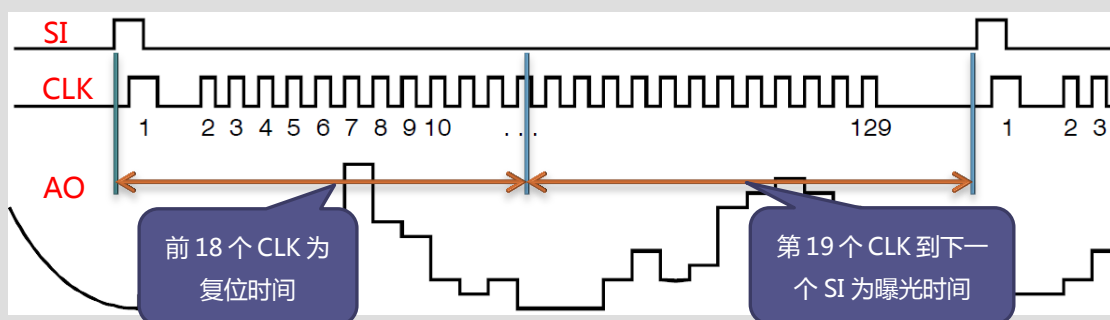 SI
CLK
1 2 3 4 5 6 7 8 9 10 ... 129 1 2 3
AO
前 18 个 CLK 为
复位时间
第 19 个 CLK 到下一
个 SI 为曝光时间